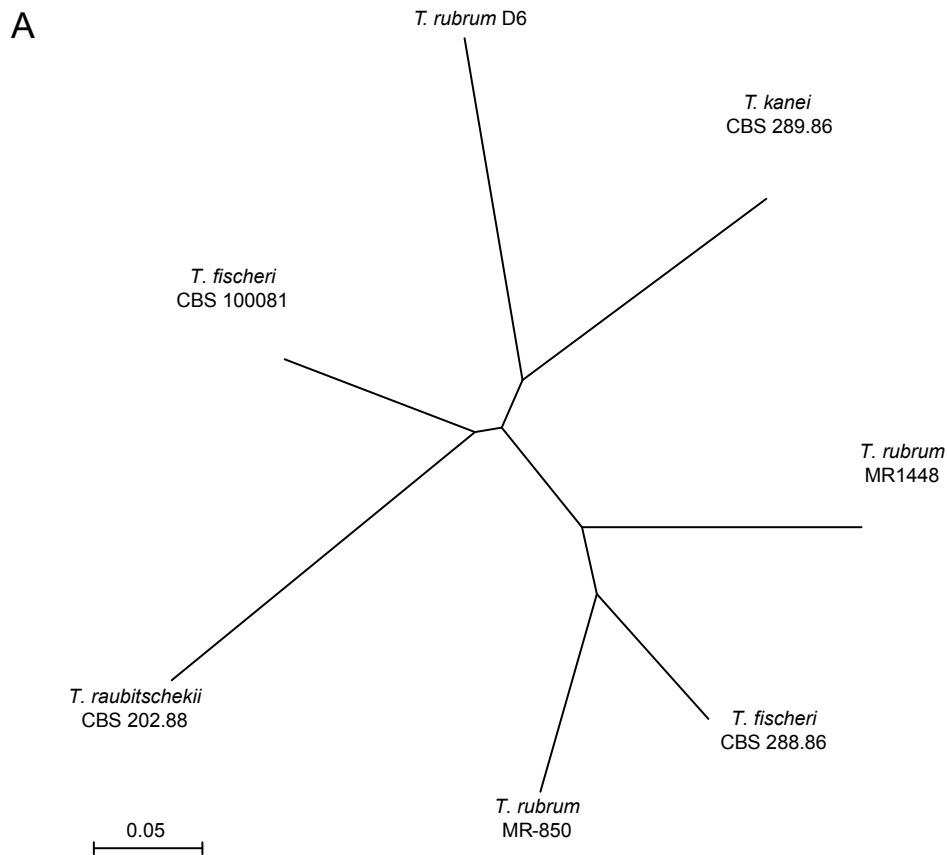 A
T. rubrum D6
T. kanei
CBS 289.86
T. fischeri
CBS 100081
T. rubrum
MR1448
T. raubitschekii
CBS 202.88
T. fischeri
CBS 288.86
T. rubrum
MR-850
0.05